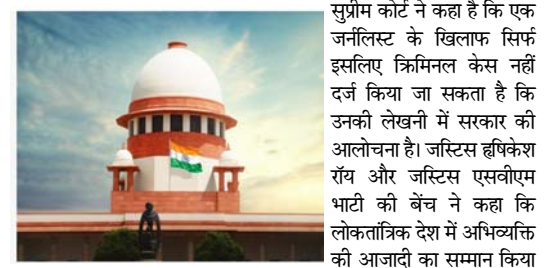 सुप्रीम कोर्ट ने कहा है कि एक
जर्नलिस्ट के खिलाफ सिर्फ
इसलिए क्रिमिनल केस नहीं
दर्ज किया जा सकता है कि
उनकी लेखनी में सरकार की
आलोचना है। जस्टिस हृषिकेश
रॉय और जस्टिस एसवीएम
भाटी की बेंच ने कहा कि
लोकतांत्रिक देश में अभिव्यक्ति
की आजादी का सम्मान किया